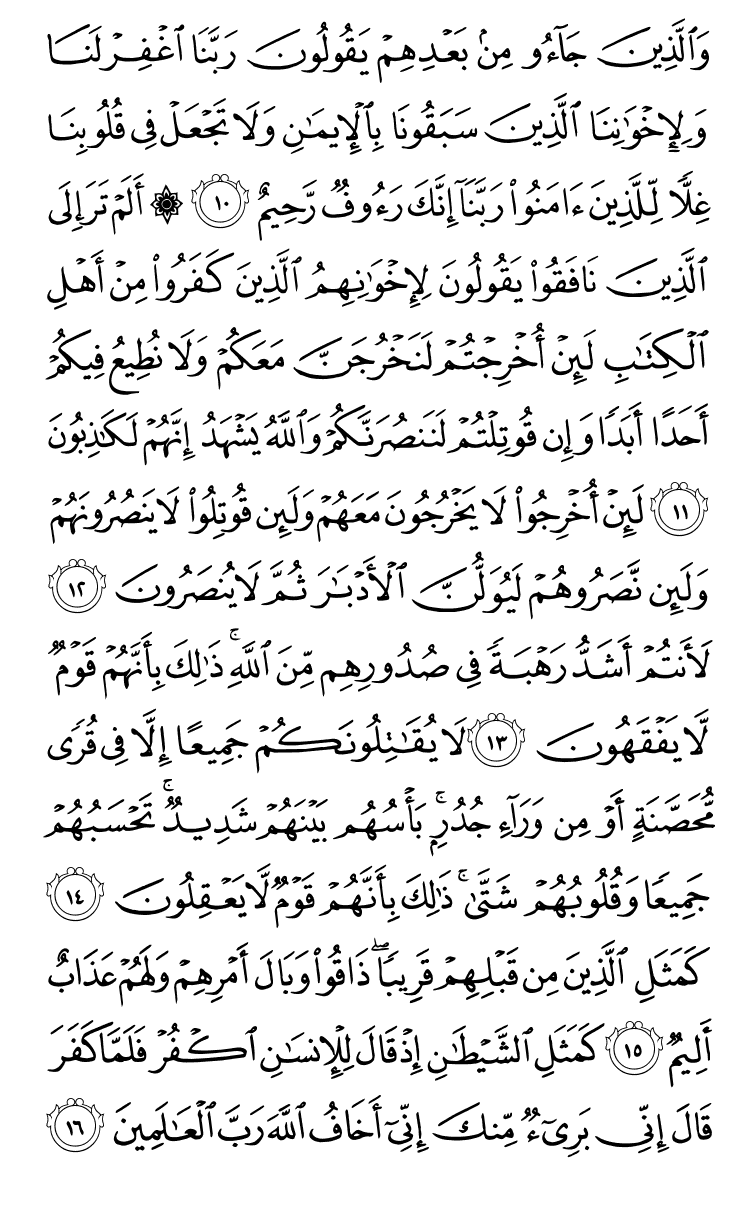 وَٱلَّذِينَ جَآءُو مِنۢ بَعۡدِهِمۡ يَقُولُونَ رَبَّنَا ٱغۡفِرۡ لَنَا
وَلِإِخۡوَٰنِنَا ٱلَّذِينَ سَبَقُونَا بِٱلۡإِيمَٰنِ وَلَا تَجۡعَلۡ فِي قُلُوبِنَا
غِلّٗا لِّلَّذِينَ ءَامَنُواْ رَبَّنَآ إِنَّكَ رَءُوفٞ رَّحِيمٌ ١٠ ۞ أَلَمۡ تَرَ إِلَى
ٱلَّذِينَ نَافَقُواْ يَقُولُونَ لِإِخۡوَٰنِهِمُ ٱلَّذِينَ كَفَرُواْ مِنۡ أَهۡلِ
ٱلۡكِتَٰبِ لَئِنۡ أُخۡرِجۡتُمۡ لَنَخۡرُجَنَّ مَعَكُمۡ وَلَا نُطِيعُ فِيكُمۡ
أَحَدًا أَبَدٗا وَإِن قُوتِلۡتُمۡ لَنَنصُرَنَّكُمۡ وَٱللَّهُ يَشۡهَدُ إِنَّهُمۡ لَكَٰذِبُونَ
١١ لَئِنۡ أُخۡرِجُواْ لَا يَخۡرُجُونَ مَعَهُمۡ وَلَئِن قُوتِلُواْ لَا يَنصُرُونَهُمۡ
وَلَئِن نَّصَرُوهُمۡ لَيُوَلُّنَّ ٱلۡأَدۡبَٰرَ ثُمَّ لَا يُنصَرُونَ ١٢
لَأَنتُمۡ أَشَدُّ رَهۡبَةٗ فِي صُدُورِهِم مِّنَ ٱللَّهِۚ ذَٰلِكَ بِأَنَّهُمۡ قَوۡمٞ
لَّا يَفۡقَهُونَ ١٣ لَا يُقَٰتِلُونَكُمۡ جَمِيعًا إِلَّا فِي قُرٗى
مُّحَصَّنَةٍ أَوۡ مِن وَرَآءِ جُدُرِۭۚ بَأۡسُهُم بَيۡنَهُمۡ شَدِيدٞۚ تَحۡسَبُهُمۡ
جَمِيعٗا وَقُلُوبُهُمۡ شَتَّىٰۚ ذَٰلِكَ بِأَنَّهُمۡ قَوۡمٞ لَّا يَعۡقِلُونَ ١٤
كَمَثَلِ ٱلَّذِينَ مِن قَبۡلِهِمۡ قَرِيبٗاۖ ذَاقُواْ وَبَالَ أَمۡرِهِمۡ وَلَهُمۡ عَذَابٌ
أَلِيمٞ ١٥ كَمَثَلِ ٱلشَّيۡطَٰنِ إِذۡ قَالَ لِلۡإِنسَٰنِ ٱكۡفُرۡ فَلَمَّا كَفَرَ
قَالَ إِنِّي بَرِيٓءٞ مِّنكَ إِنِّيٓ أَخَافُ ٱللَّهَ رَبَّ ٱلۡعَٰلَمِينَ ١٦